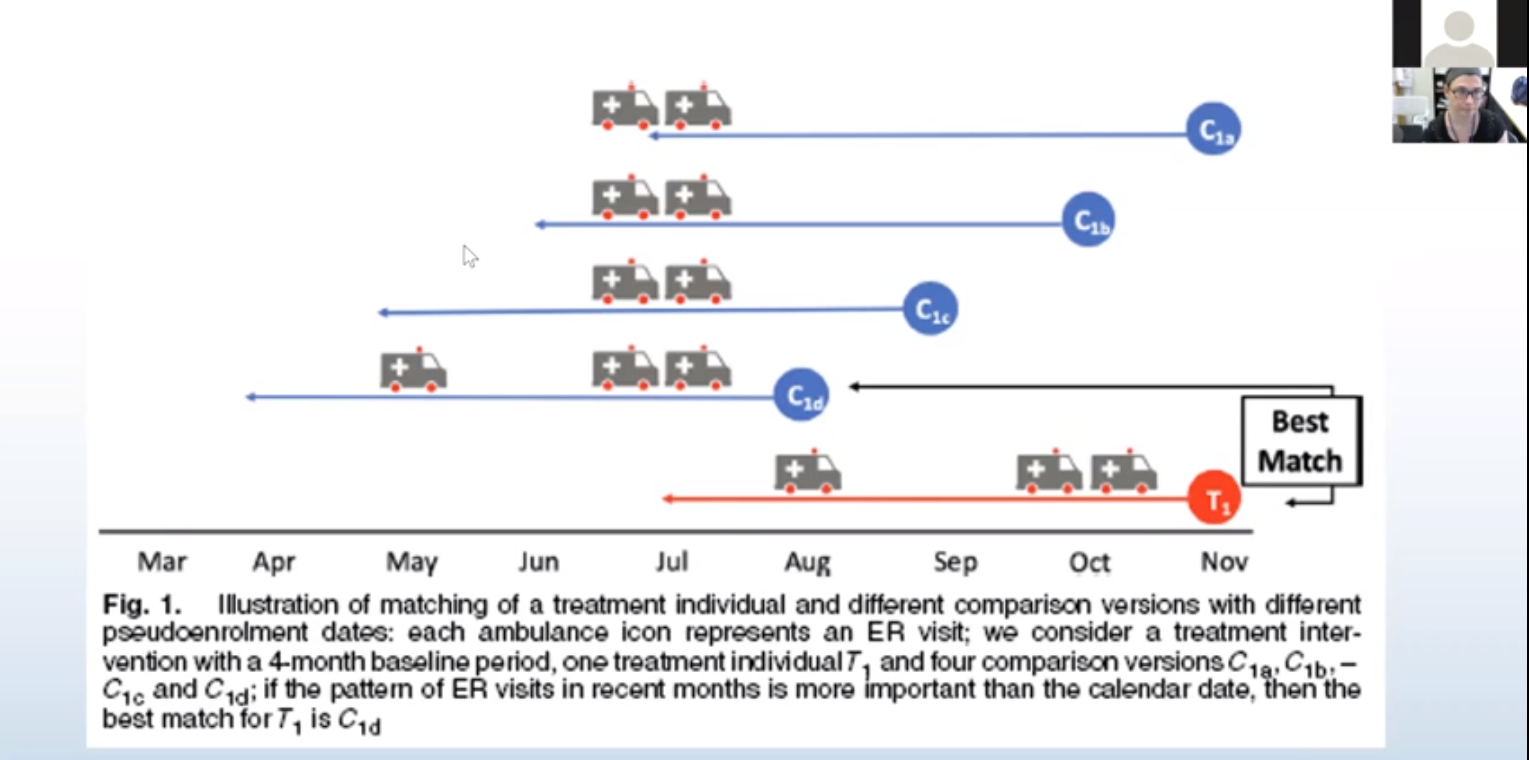 C1a
C1b
C1c
C1d
Best
Match
T1
Mar Apr May Jun Jul Aug Sep Oct Nov
Fig. 1. Illustration of matching of a treatment individual and different comparison versions with different
pseudoenrolment dates: each ambulance icon represents an ER visit; we consider a treatment inter-
vention with a 4-month baseline period, one treatment individual T1 and four comparison versions C1a, C1b, –
C1c and C1d; if the pattern of ER visits in recent months is more important than the calendar date, then the
best match for T1 is C1d